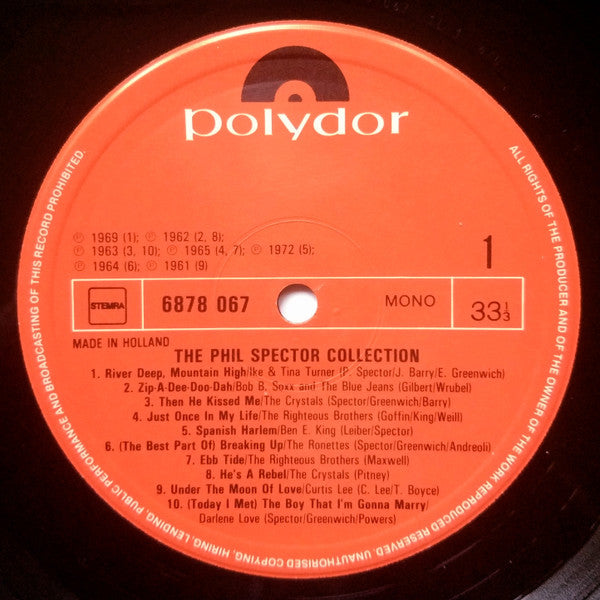 polydor
℗ 1969 (1); ℗ 1962 (2, 8);
℗ 1963 (3, 10); ℗ 1965 (4, 7); ℗ 1972 (5);
℗ 1964 (6); ℗ 1961 (9)
1
STEMRA
6878 067
MONO
33⅓
MADE IN HOLLAND
THE PHIL SPECTOR COLLECTION
1. River Deep, Mountain High/Ike & Tina Turner (P. Spector/J. Barry/E. Greenwich)
2. Zip-A-Dee-Doo-Dah/Bob B. Soxx and The Blue Jeans (Gilbert/Wrubel)
3. Then He Kissed Me/The Crystals (Spector/Greenwich/Barry)
4. Just Once In My Life/The Righteous Brothers (Goffin/King/Weill)
5. Spanish Harlem/Ben E. King (Leiber/Spector)
6. (The Best Part Of) Breaking Up/The Ronettes (Spector/Greenwich/Andreoli)
7. Ebb Tide/The Righteous Brothers (Maxwell)
8. He's A Rebel/The Crystals (Pitney)
9. Under The Moon Of Love/Curtis Lee (C. Lee/T. Boyce)
10. (Today I Met) The Boy That I'm Gonna Marry/
Darlene Love (Spector/Greenwich/Powers)
ALL RIGHTS OF THE PRODUCER AND OF THE OWNER OF THE WORK REPRODUCED RESERVED. UNAUTHORISED COPYING, HIRING, LENDING, PUBLIC PERFORMANCE AND BROADCASTING OF THIS RECORD PROHIBITED.